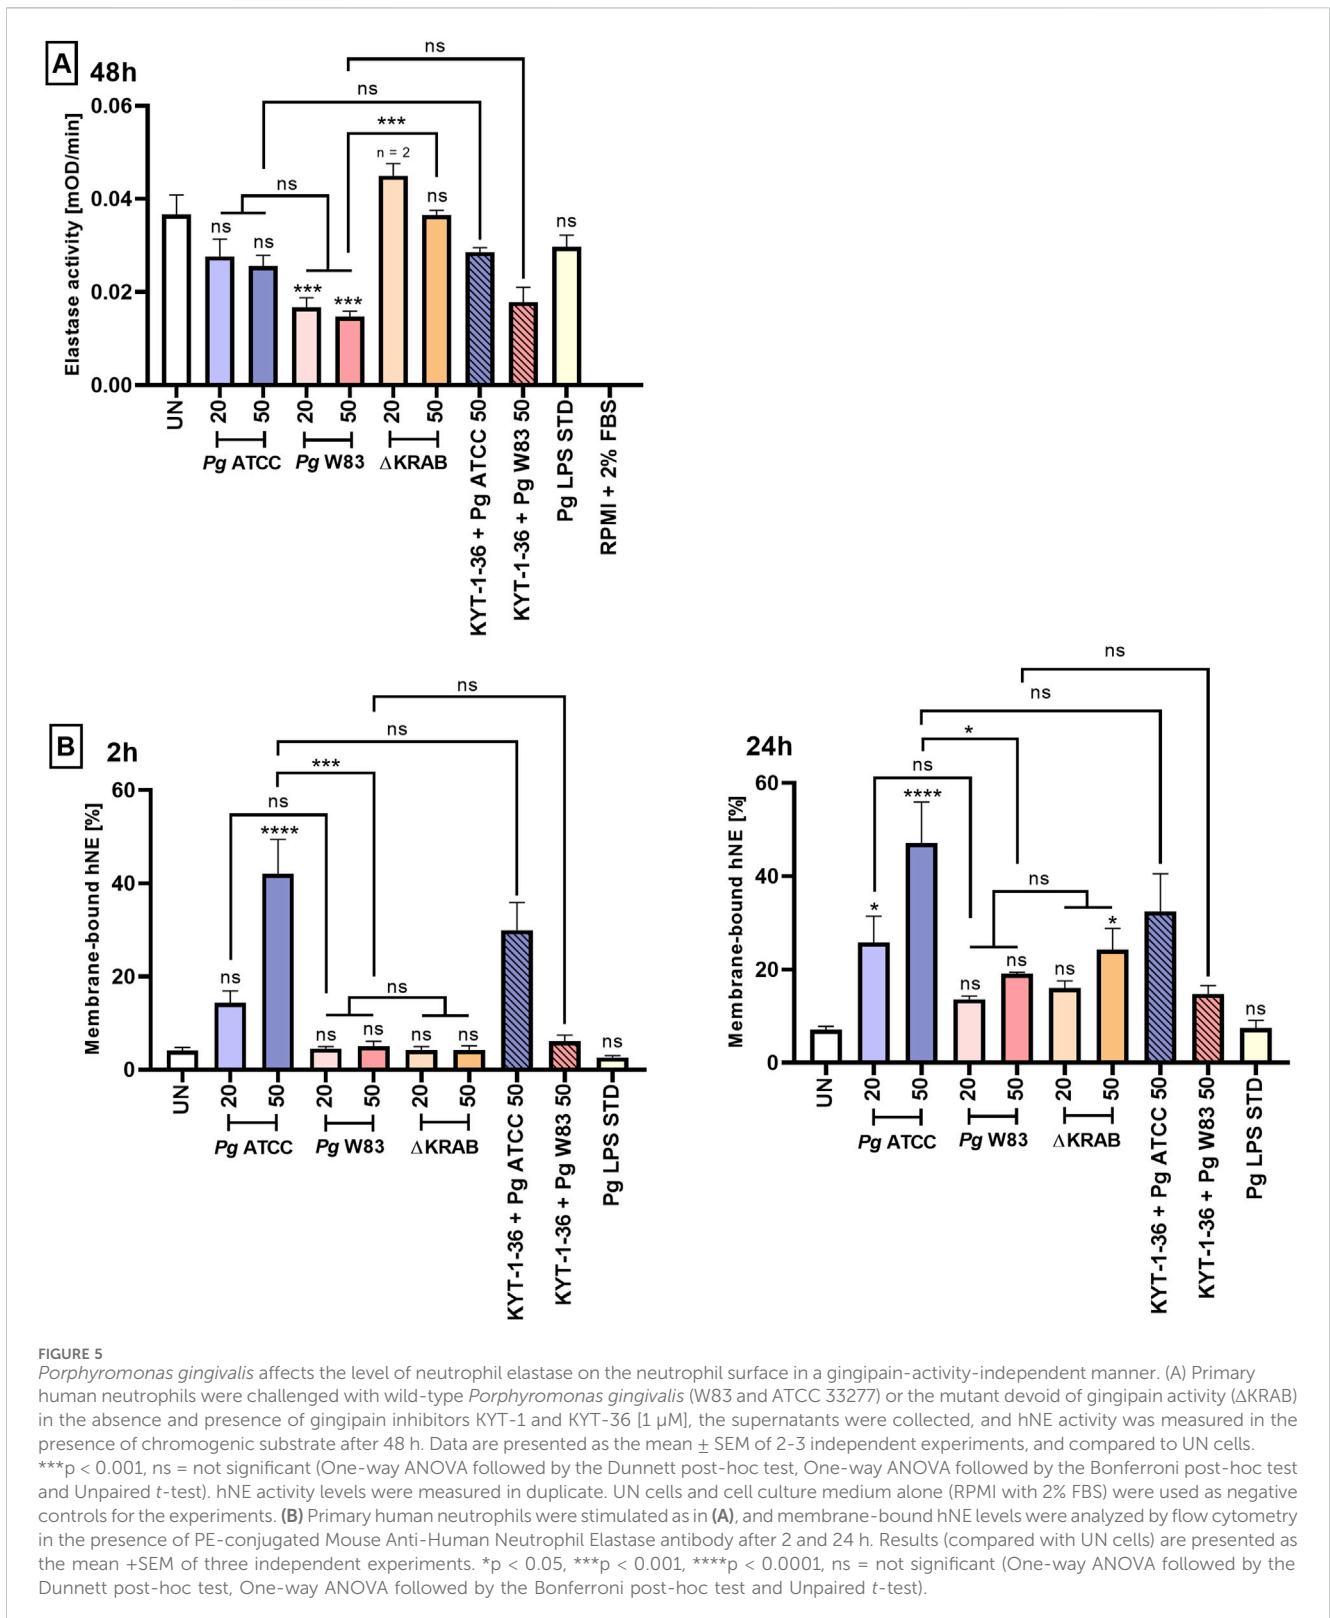 A 48h
ns
ns
***
n = 2
ns
ns
ns
ns
ns
***
***
0.06
0.04
0.02
0.00
Elastase activity [mOD/min]
UN
20
50
20
50
20
50
Pg ATCC
Pg W83
ΔKRAB
KYT-1-36 + Pg ATCC 50
KYT-1-36 + Pg W83 50
Pg LPS STD
RPMI + 2% FBS
B 2h
ns
ns
***
ns
****
ns
ns
ns
ns
ns
ns
ns
60
40
20
0
Membrane-bound hNE [%]
UN
20
50
20
50
20
50
Pg ATCC
Pg W83
ΔKRAB
KYT-1-36 + Pg ATCC 50
KYT-1-36 + Pg W83 50
Pg LPS STD
24h
ns
ns
*
ns
****
ns
*
*
ns
ns
ns
ns
60
40
20
0
Membrane-bound hNE [%]
UN
20
50
20
50
20
50
Pg ATCC
Pg W83
ΔKRAB
KYT-1-36 + Pg ATCC 50
KYT-1-36 + Pg W83 50
Pg LPS STD
FIGURE 5
Porphyromonas gingivalis affects the level of neutrophil elastase on the neutrophil surface in a gingipain-activity-independent manner. (A) Primary
human neutrophils were challenged with wild-type Porphyromonas gingivalis (W83 and ATCC 33277) or the mutant devoid of gingipain activity (ΔKRAB)
in the absence and presence of gingipain inhibitors KYT-1 and KYT-36 [1 µM], the supernatants were collected, and hNE activity was measured in the
presence of chromogenic substrate after 48 h. Data are presented as the mean ± SEM of 2-3 independent experiments, and compared to UN cells.
***p < 0.001, ns = not significant (One-way ANOVA followed by the Dunnett post-hoc test, One-way ANOVA followed by the Bonferroni post-hoc test
and Unpaired t-test). hNE activity levels were measured in duplicate. UN cells and cell culture medium alone (RPMI with 2% FBS) were used as negative
controls for the experiments. (B) Primary human neutrophils were stimulated as in (A), and membrane-bound hNE levels were analyzed by flow cytometry
in the presence of PE-conjugated Mouse Anti-Human Neutrophil Elastase antibody after 2 and 24 h. Results (compared with UN cells) are presented as
the mean +SEM of three independent experiments. *p < 0.05, ***p < 0.001, ****p < 0.0001, ns = not significant (One-way ANOVA followed by the
Dunnett post-hoc test, One-way ANOVA followed by the Bonferroni post-hoc test and Unpaired t-test).